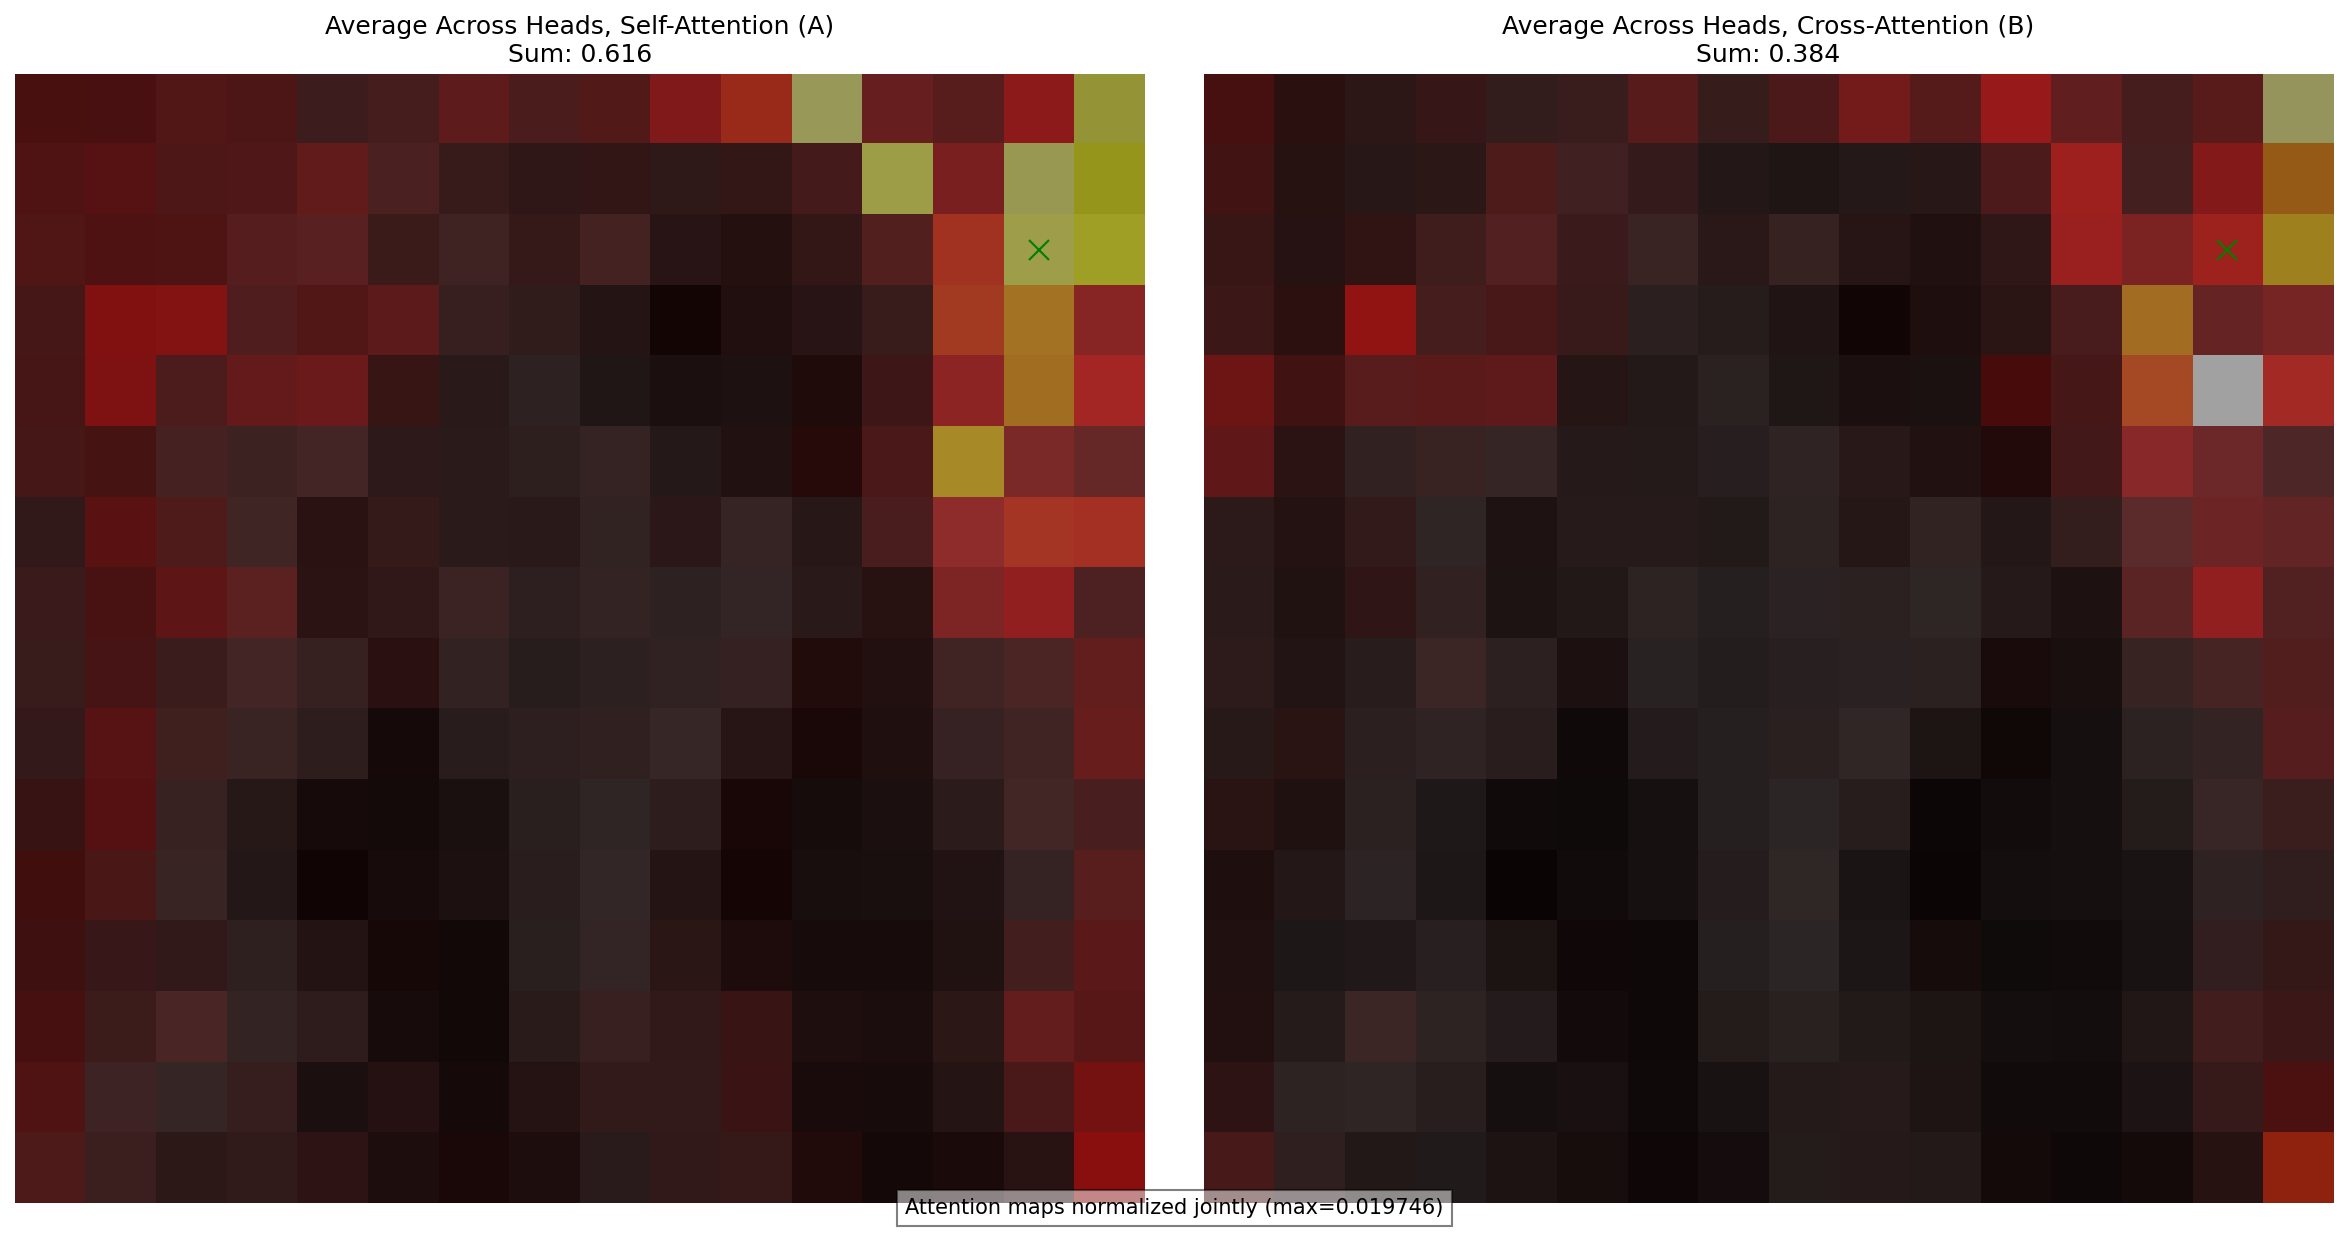 Average Across Heads, Self-Attention (A)
Sum: 0.616
Average Across Heads, Cross-Attention (B)
Sum: 0.384
Attention maps normalized jointly (max=0.019746)